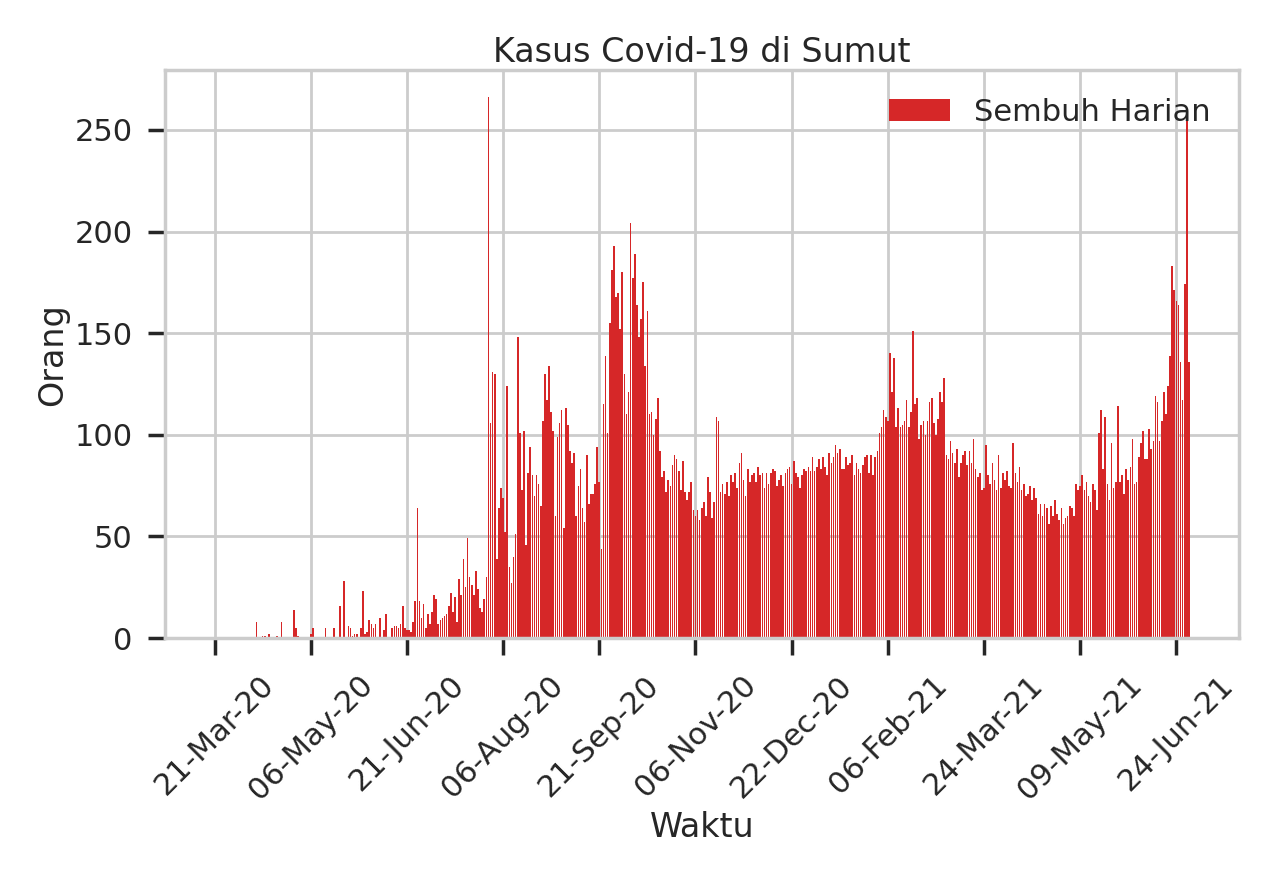 Kasus Covid-19 di Sumut
Sembuh Harian
Orang
250
200
150
100
50
0
21-Mar-20
06-May-20
21-Jun-20
06-Aug-20
21-Sep-20
06-Nov-20
22-Dec-20
06-Feb-21
24-Mar-21
09-May-21
24-Jun-21
Waktu